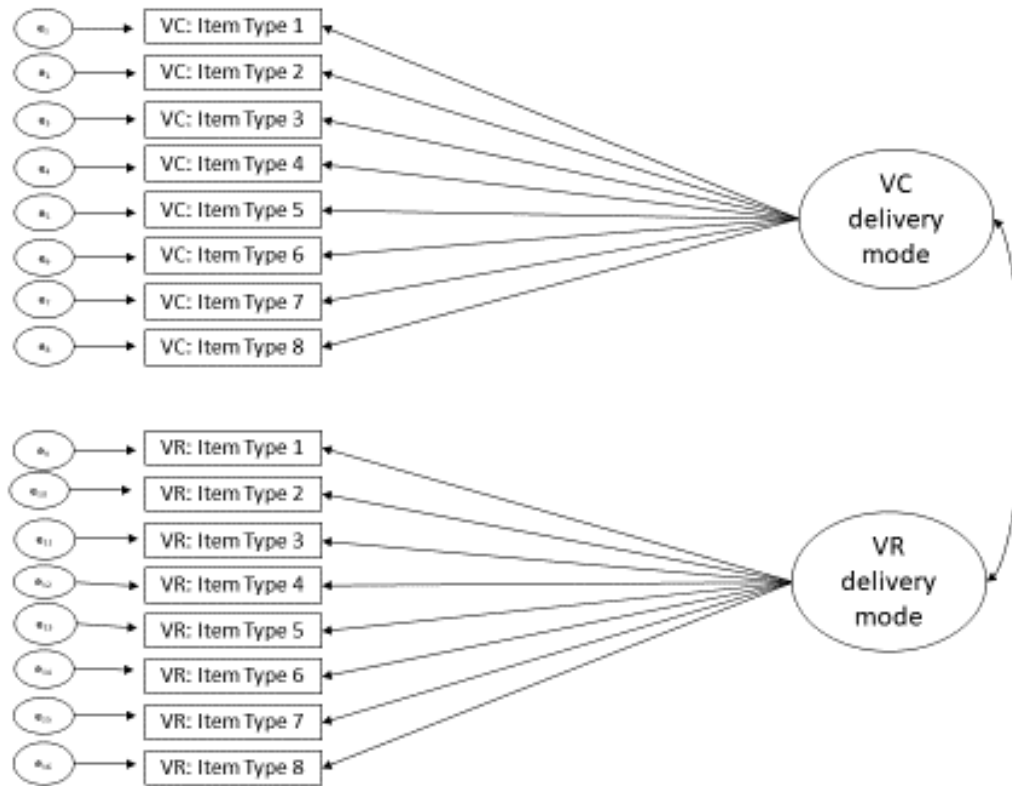 VC: Item Type 1
VC: Item Type 2
VC: Item Type 3
VC: Item Type 4
VC: Item Type 5
VC: Item Type 6
VC: Item Type 7
VC: Item Type 8
VC
delivery
mode
VR: Item Type 1
VR: Item Type 2
VR: Item Type 3
VR: Item Type 4
VR: Item Type 5
VR: Item Type 6
VR: Item Type 7
VR: Item Type 8
VR
delivery
mode